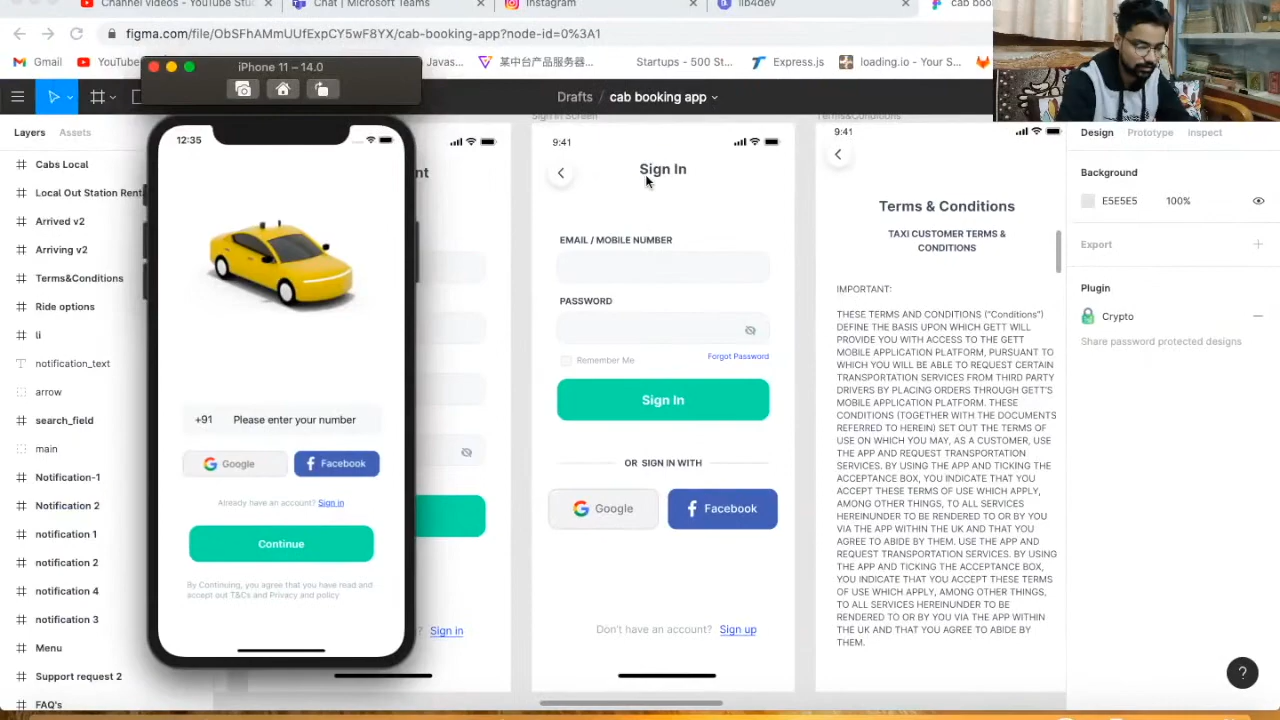 Channel videos - YouTube Stu
Chat | Microsoft Teams
Instagram
lib4dev
cab boo
figma.com/file/ObSFhAMmUUfExpCY5wF8YX/cab-booking-app?node-id=0%3A1
Gmail
YouTube
Javas...
某中台产品服务器...
Startups - 500 St...
Express.js
loading.io - Your S...
iPhone 11 – 14.0
Drafts
cab booking app
Layers
Assets
Cabs Local
Local Out Station Rent
Arrived v2
Arriving v2
Terms&Conditions
Ride options
li
notification_text
arrow
search_field
main
Notification-1
Notification 2
notification 1
notification 2
notification 4
notification 3
Menu
Support request 2
FAQ's
12:35
+91 Please enter your number
Google
Facebook
Already have an account? Sign in
Continue
By Continuing, you agree that you have read and
accept out T&Cs and Privacy and policy
nt
? Sign in
Sign In Screen
9:41
Sign In
EMAIL / MOBILE NUMBER
PASSWORD
Remember Me
Forgot Password
Sign In
OR SIGN IN WITH
Google
Facebook
Don't have an account? Sign up
Terms&Conditions
9:41
Terms & Conditions
TAXI CUSTOMER TERMS &
CONDITIONS
IMPORTANT:
THESE TERMS AND CONDITIONS ("Conditions")
DEFINE THE BASIS UPON WHICH GETT WILL
PROVIDE YOU WITH ACCESS TO THE GETT
MOBILE APPLICATION PLATFORM, PURSUANT TO
WHICH YOU WILL BE ABLE TO REQUEST CERTAIN
TRANSPORTATION SERVICES FROM THIRD PARTY
DRIVERS BY PLACING ORDERS THROUGH GETT'S
MOBILE APPLICATION PLATFORM. THESE
CONDITIONS (TOGETHER WITH THE DOCUMENTS
REFERRED TO HEREIN) SET OUT THE TERMS OF
USE ON WHICH YOU MAY, AS A CUSTOMER, USE
THE APP AND REQUEST TRANSPORTATION
SERVICES. BY USING THE APP AND TICKING THE
ACCEPTANCE BOX, YOU INDICATE THAT YOU
ACCEPT THESE TERMS OF USE WHICH APPLY,
AMONG OTHER THINGS, TO ALL SERVICES
HEREINUNDER TO BE RENDERED TO OR BY YOU
VIA THE APP WITHIN THE UK AND THAT YOU
AGREE TO ABIDE BY THEM. USE THE APP AND
REQUEST TRANSPORTATION SERVICES. BY USING
THE APP AND TICKING THE ACCEPTANCE BOX,
YOU INDICATE THAT YOU ACCEPT THESE TERMS
OF USE WHICH APPLY, AMONG OTHER THINGS,
TO ALL SERVICES HEREINUNDER TO BE
RENDERED TO OR BY YOU VIA THE APP WITHIN
THE UK AND THAT YOU AGREE TO ABIDE BY
THEM.
Design
Prototype
Inspect
Background
E5E5E5 100%
Export
Plugin
Crypto
Share password protected designs
?